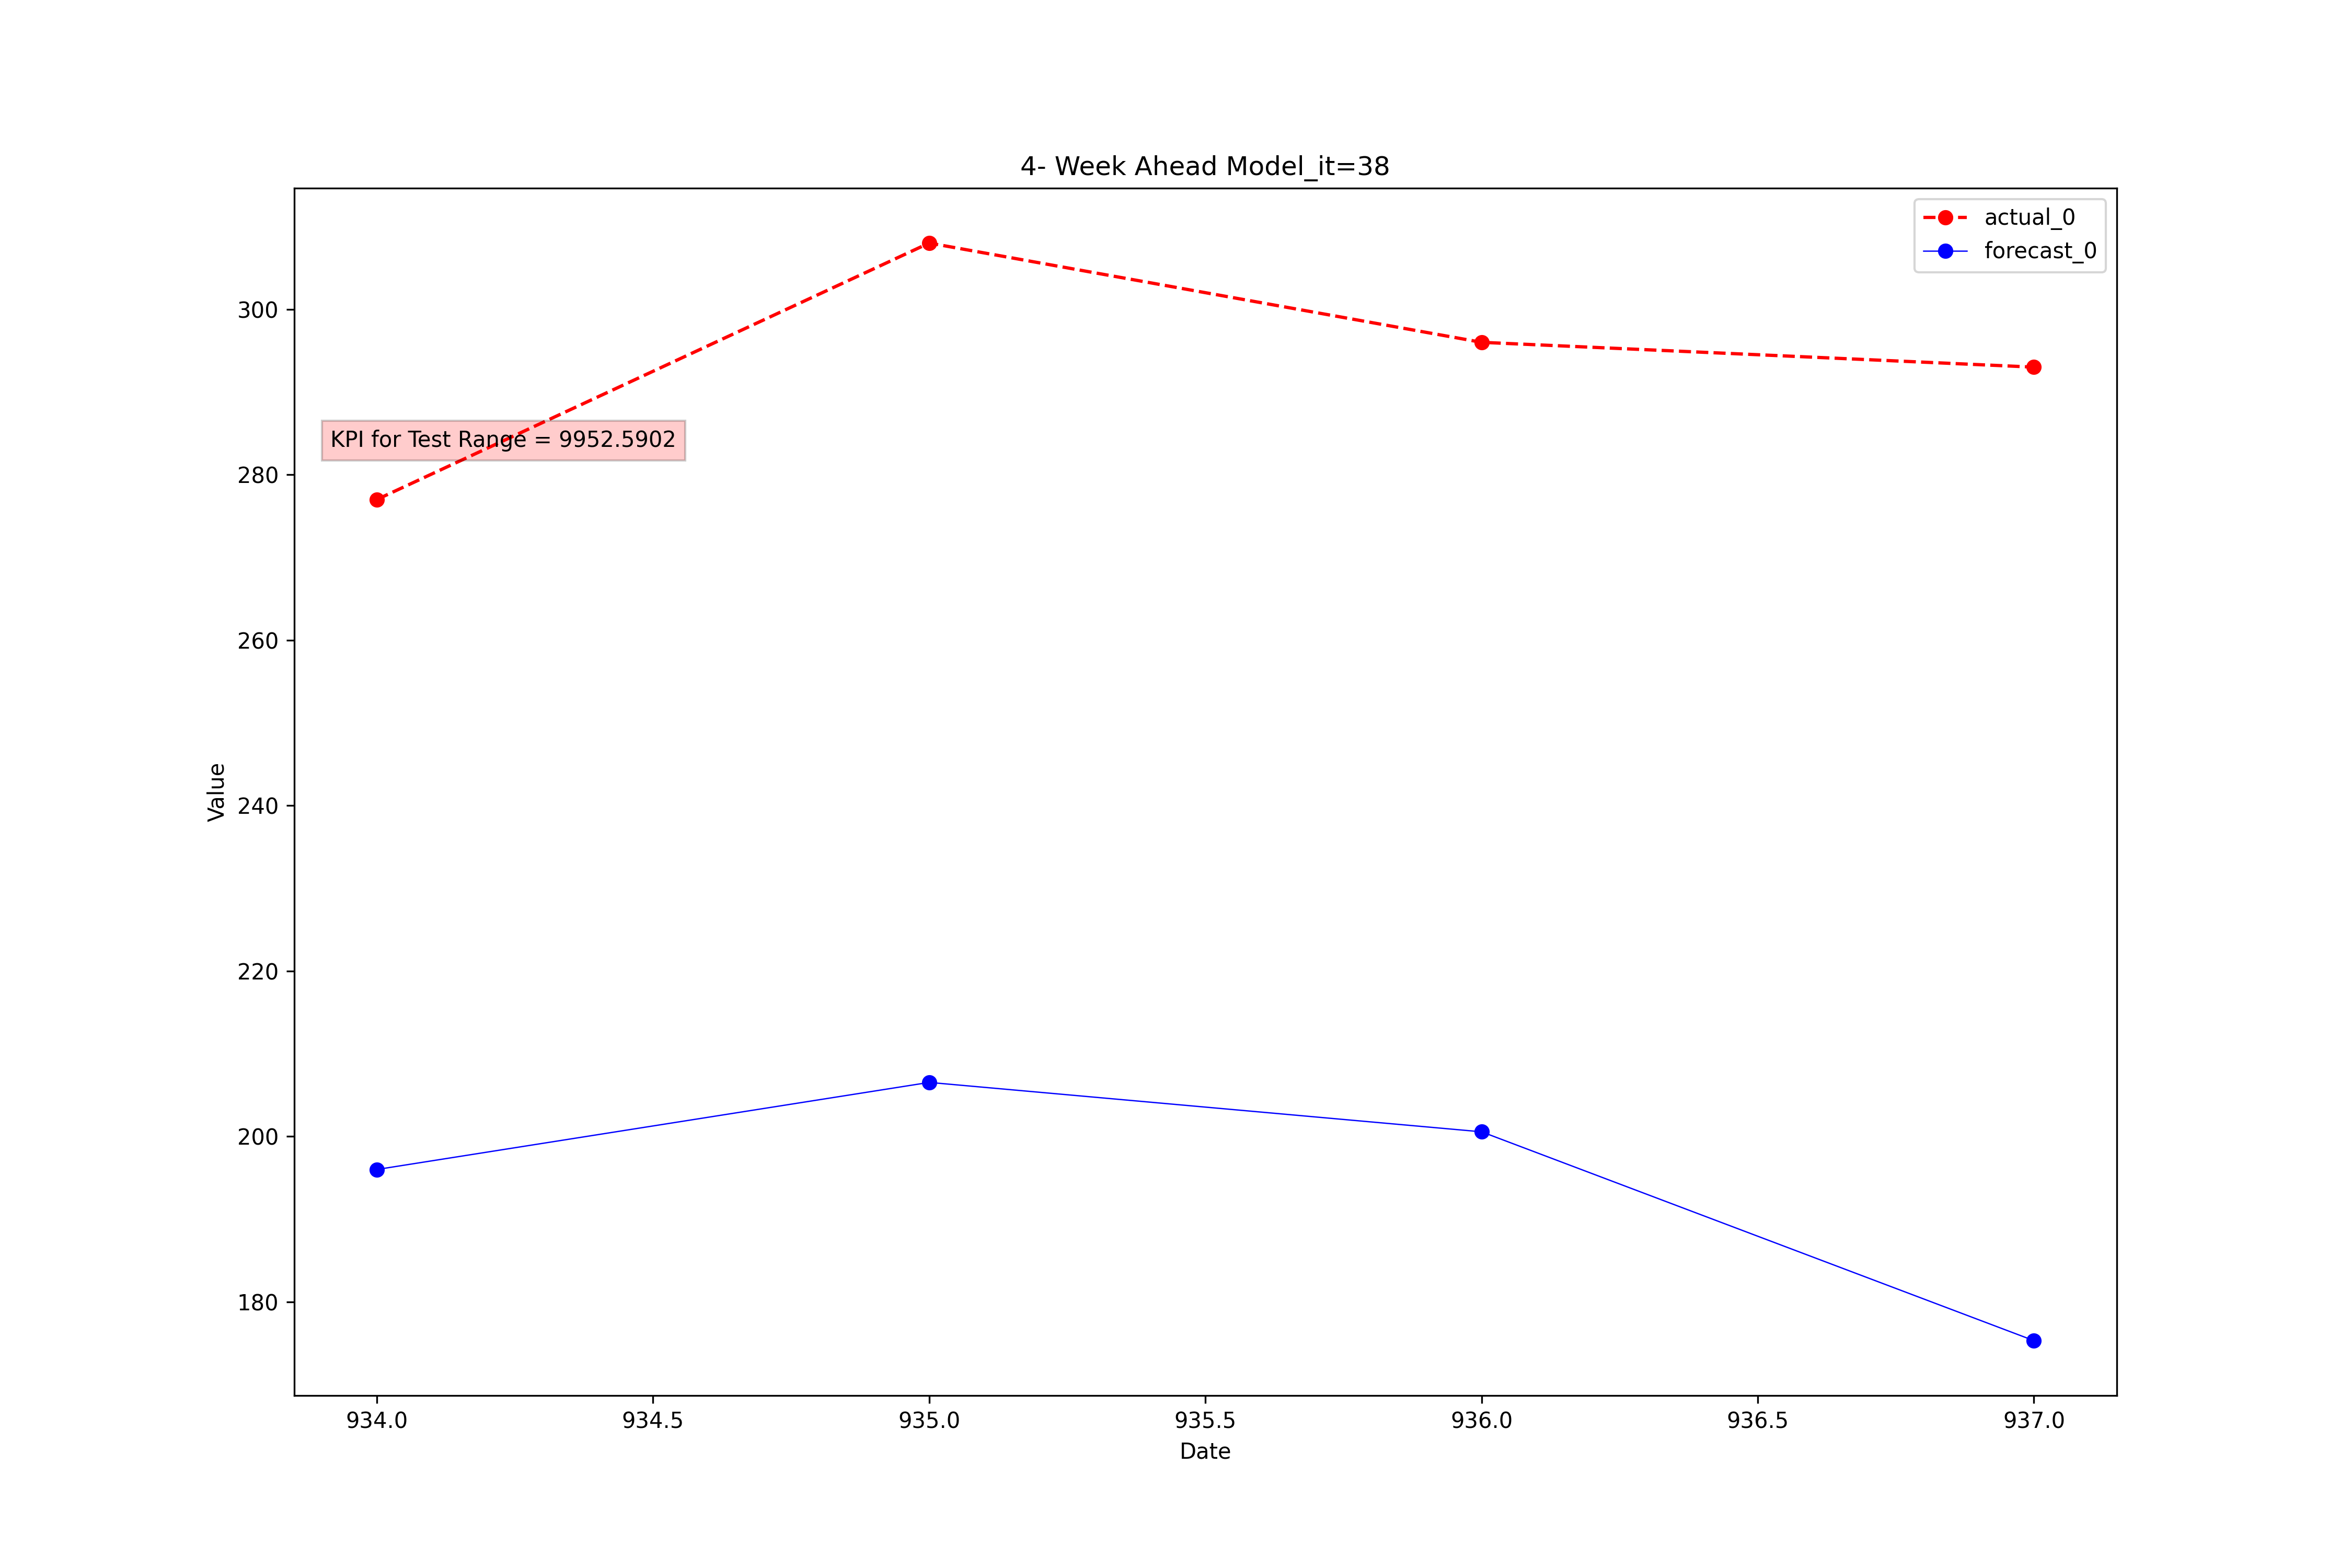 4- Week Ahead Model_it=38
actual_0
forecast_0
KPI for Test Range = 9952.5902
Value
300
280
260
240
220
200
180
934.0
934.5
935.0
935.5
936.0
936.5
937.0
Date